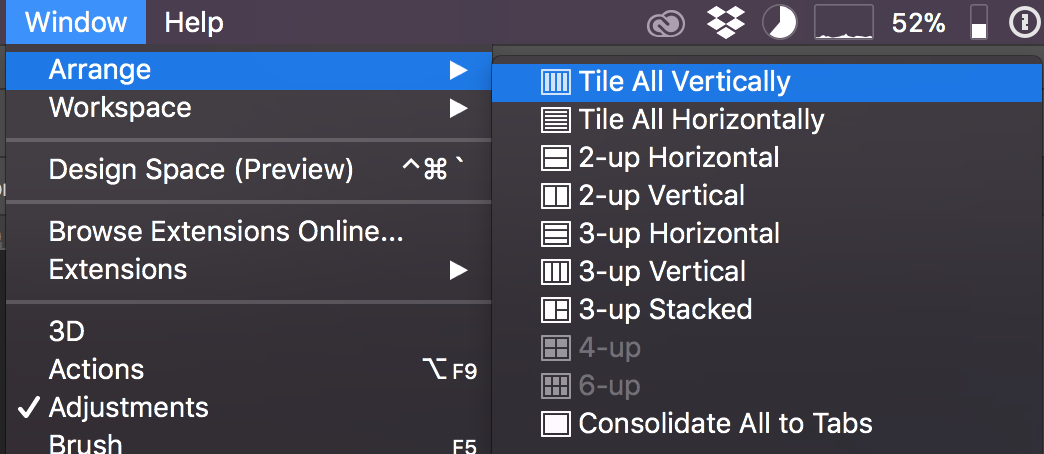 Window Help 52%
Arrange
Workspace
Design Space (Preview) ⌃⌘`
Browse Extensions Online...
Extensions
3D
Actions ⌥F9
Adjustments
Brush F5
Tile All Vertically
Tile All Horizontally
2-up Horizontal
2-up Vertical
3-up Horizontal
3-up Vertical
3-up Stacked
4-up
6-up
Consolidate All to Tabs